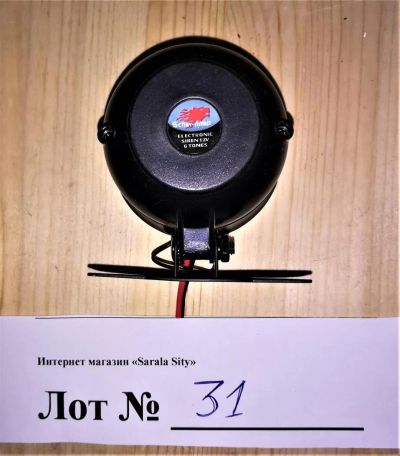 ELECTRONIC
SIREN 12V
6 TONES
Интернет магазин «Sarala Sity»
Лот № 31